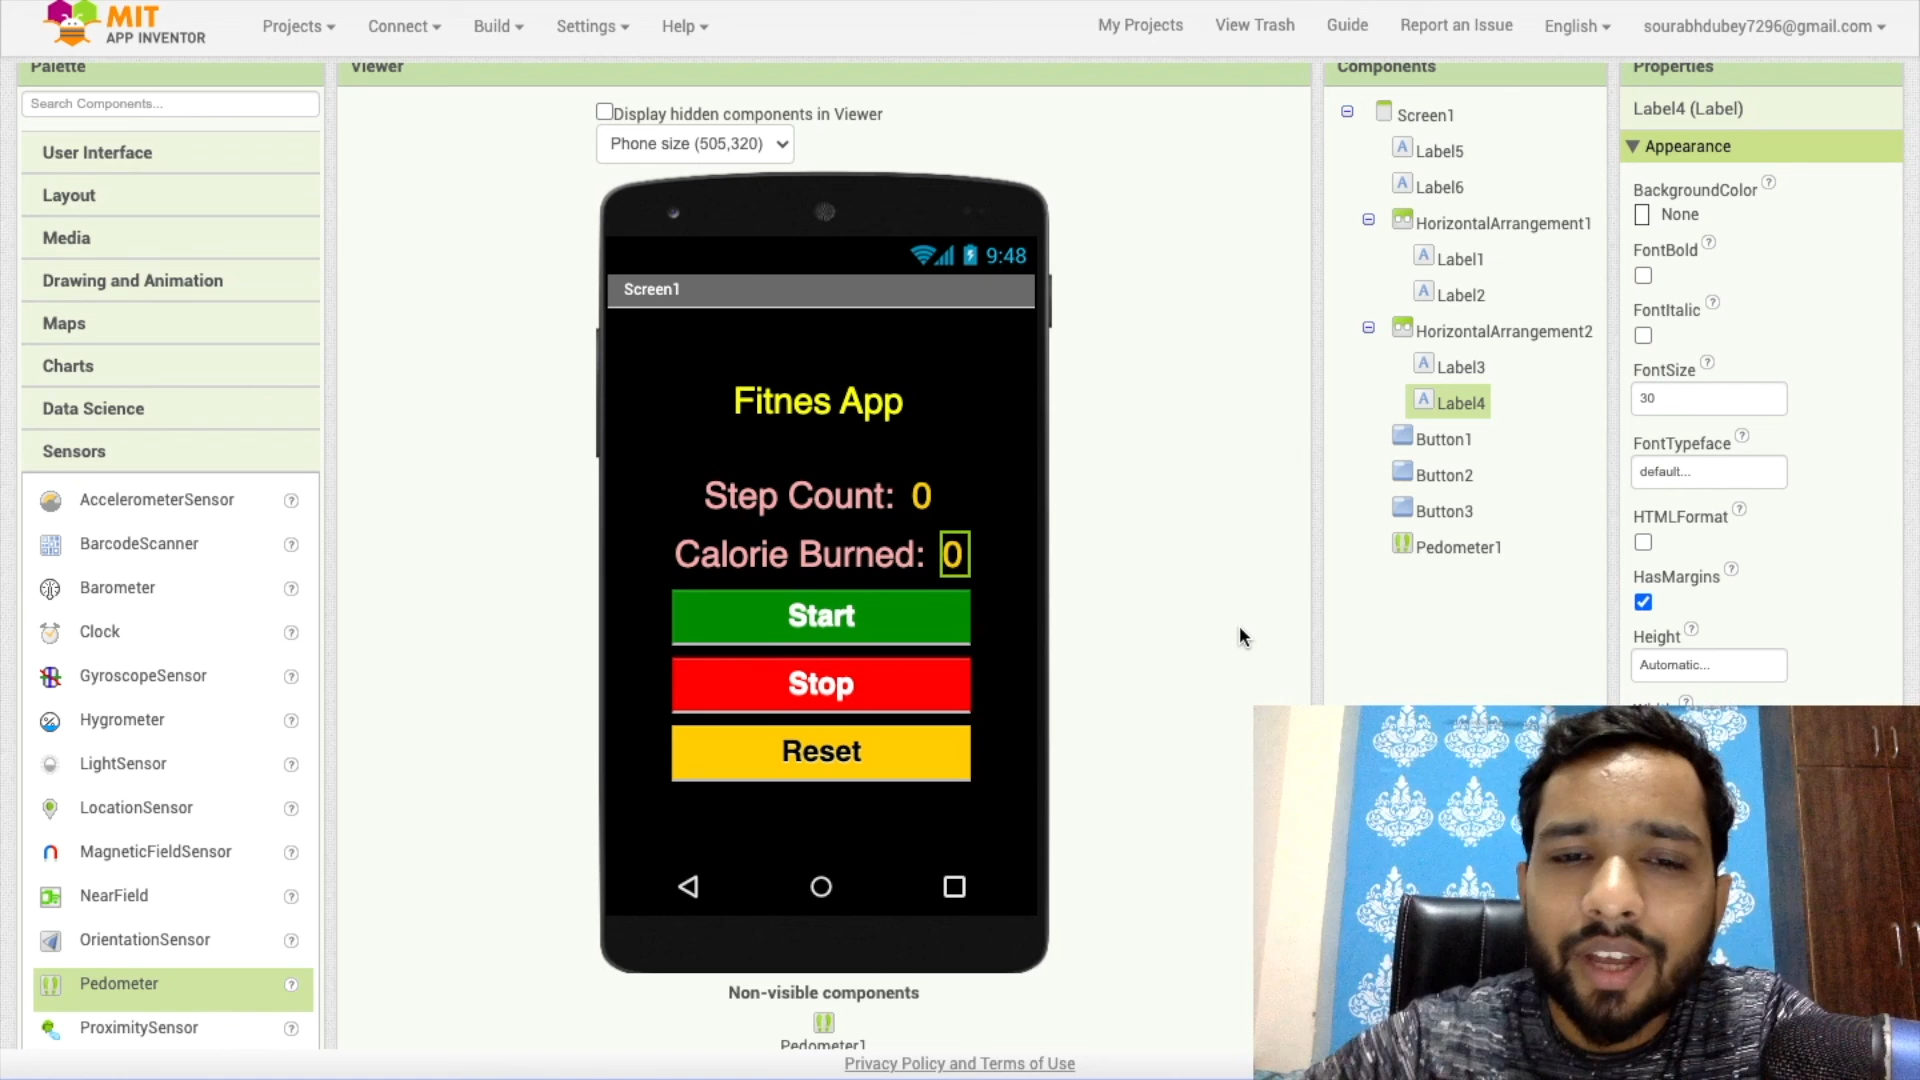 MIT
APP INVENTOR
Projects
Connect
Build
Settings
Help
My Projects
View Trash
Guide
Report an Issue
English
sourabhdubey7296@gmail.com
Palette
Viewer
Components
Properties
Search Components...
User Interface
Layout
Media
Drawing and Animation
Maps
Charts
Data Science
Sensors
AccelerometerSensor ?
BarcodeScanner ?
Barometer ?
Clock ?
GyroscopeSensor ?
Hygrometer ?
LightSensor ?
LocationSensor ?
MagneticFieldSensor ?
NearField ?
OrientationSensor ?
Pedometer ?
ProximitySensor ?
Display hidden components in Viewer
Phone size (505,320)
9:48
Screen1
Fitnes App
Step Count: 0
Calorie Burned: 0
Start
Stop
Reset
Non-visible components
Pedometer1
Privacy Policy and Terms of Use
Screen1
A Label5
A Label6
HorizontalArrangement1
A Label1
A Label2
HorizontalArrangement2
A Label3
A Label4
Button1
Button2
Button3
Pedometer1
Label4 (Label)
Appearance
BackgroundColor ?
None
FontBold ?
FontItalic ?
FontSize ?
30
FontTypeface ?
default...
HTMLFormat ?
HasMargins ?
Height ?
Automatic...